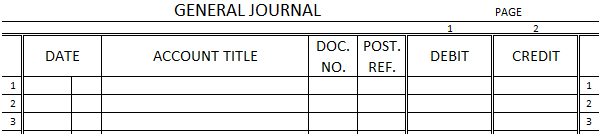 GENERAL JOURNAL PAGE
1 2
DATE ACCOUNT TITLE DOC. NO. POST. REF. DEBIT CREDIT
1 1
2 2
3 3